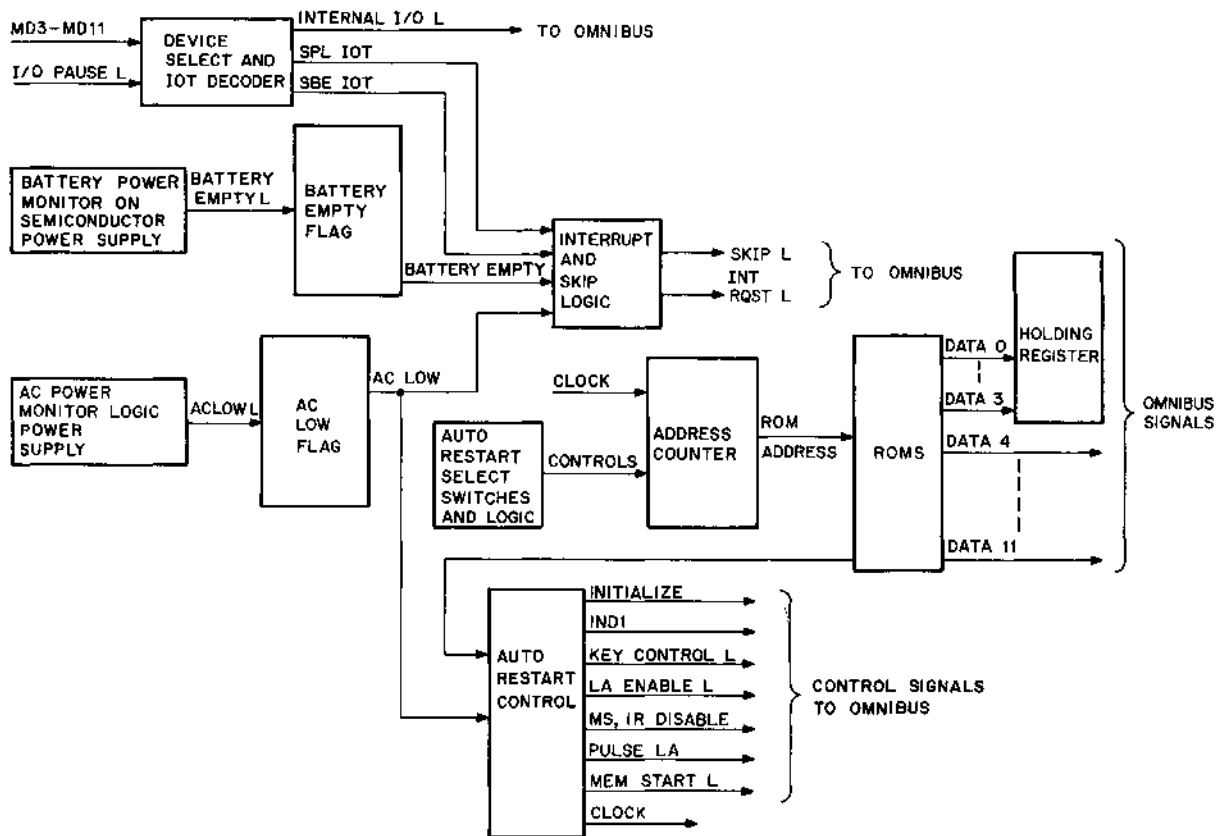 MD3-MD11
I/O PAUSE L
DEVICE
SELECT AND
IOT DECODER
INTERNAL I/O L
TO OMNIBUS
SPL IOT
SBE IOT
BATTERY POWER
MONITOR ON
SEMICONDUCTOR
POWER SUPPLY
BATTERY
EMPTY L
BATTERY
EMPTY
FLAG
BATTERY EMPTY
INTERRUPT
AND
SKIP
LOGIC
SKIP L
INT
RQST L
TO OMNIBUS
AC POWER
MONITOR LOGIC
POWER
SUPPLY
ACLOW L
AC
LOW
FLAG
AC LOW
CLOCK
AUTO
RESTART
SELECT
SWITCHES
AND LOGIC
CONTROLS
ADDRESS
COUNTER
ROM
ADDRESS
ROMS
DATA 0
DATA 3
HOLDING
REGISTER
DATA 4
DATA 11
OMNIBUS
SIGNALS
AUTO
RESTART
CONTROL
INITIALIZE
IND1
KEY CONTROL L
LA ENABLE L
MS, IR DISABLE
PULSE LA
MEM START L
CLOCK
CONTROL SIGNALS
TO OMNIBUS